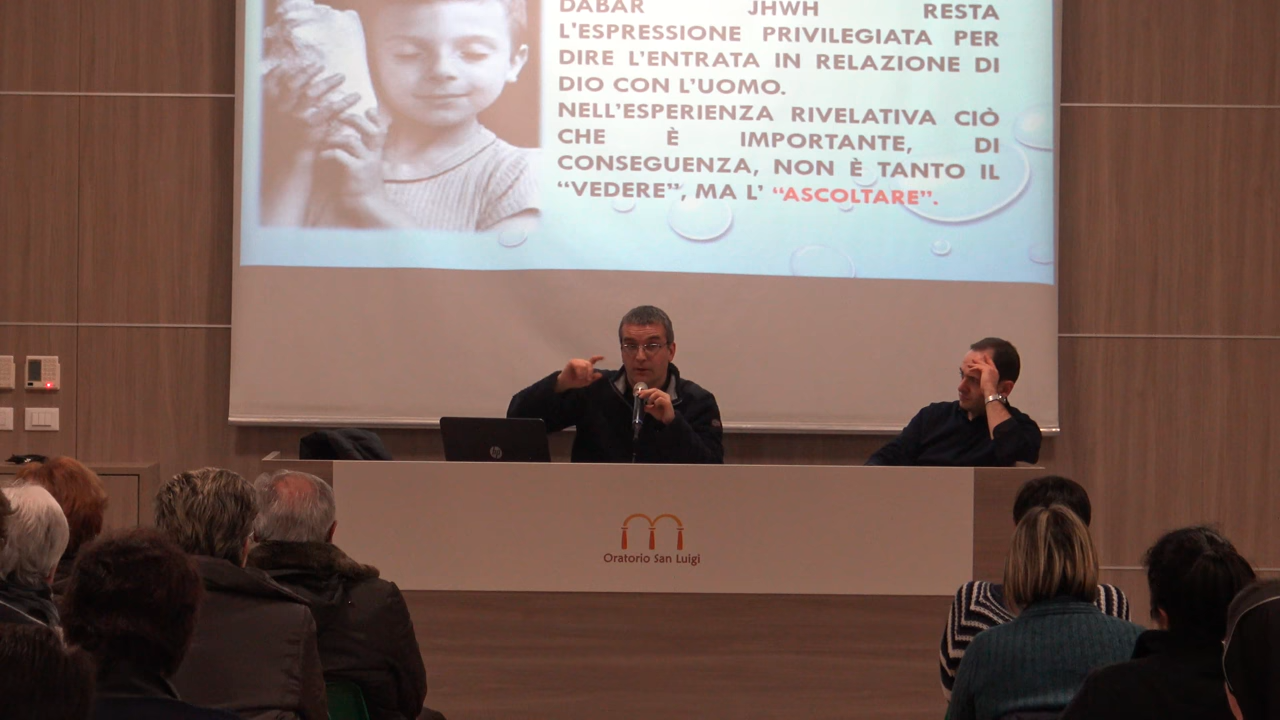 DABAR JHWH RESTA
L'ESPRESSIONE PRIVILEGIATA PER
DIRE L'ENTRATA IN RELAZIONE DI
DIO CON L'UOMO.
NELL'ESPERIENZA RIVELATIVA CIÒ
CHE È IMPORTANTE, DI
CONSEGUENZA, NON È TANTO IL
“VEDERE”, MA L' “ASCOLTARE”.
hp
Oratorio San Luigi